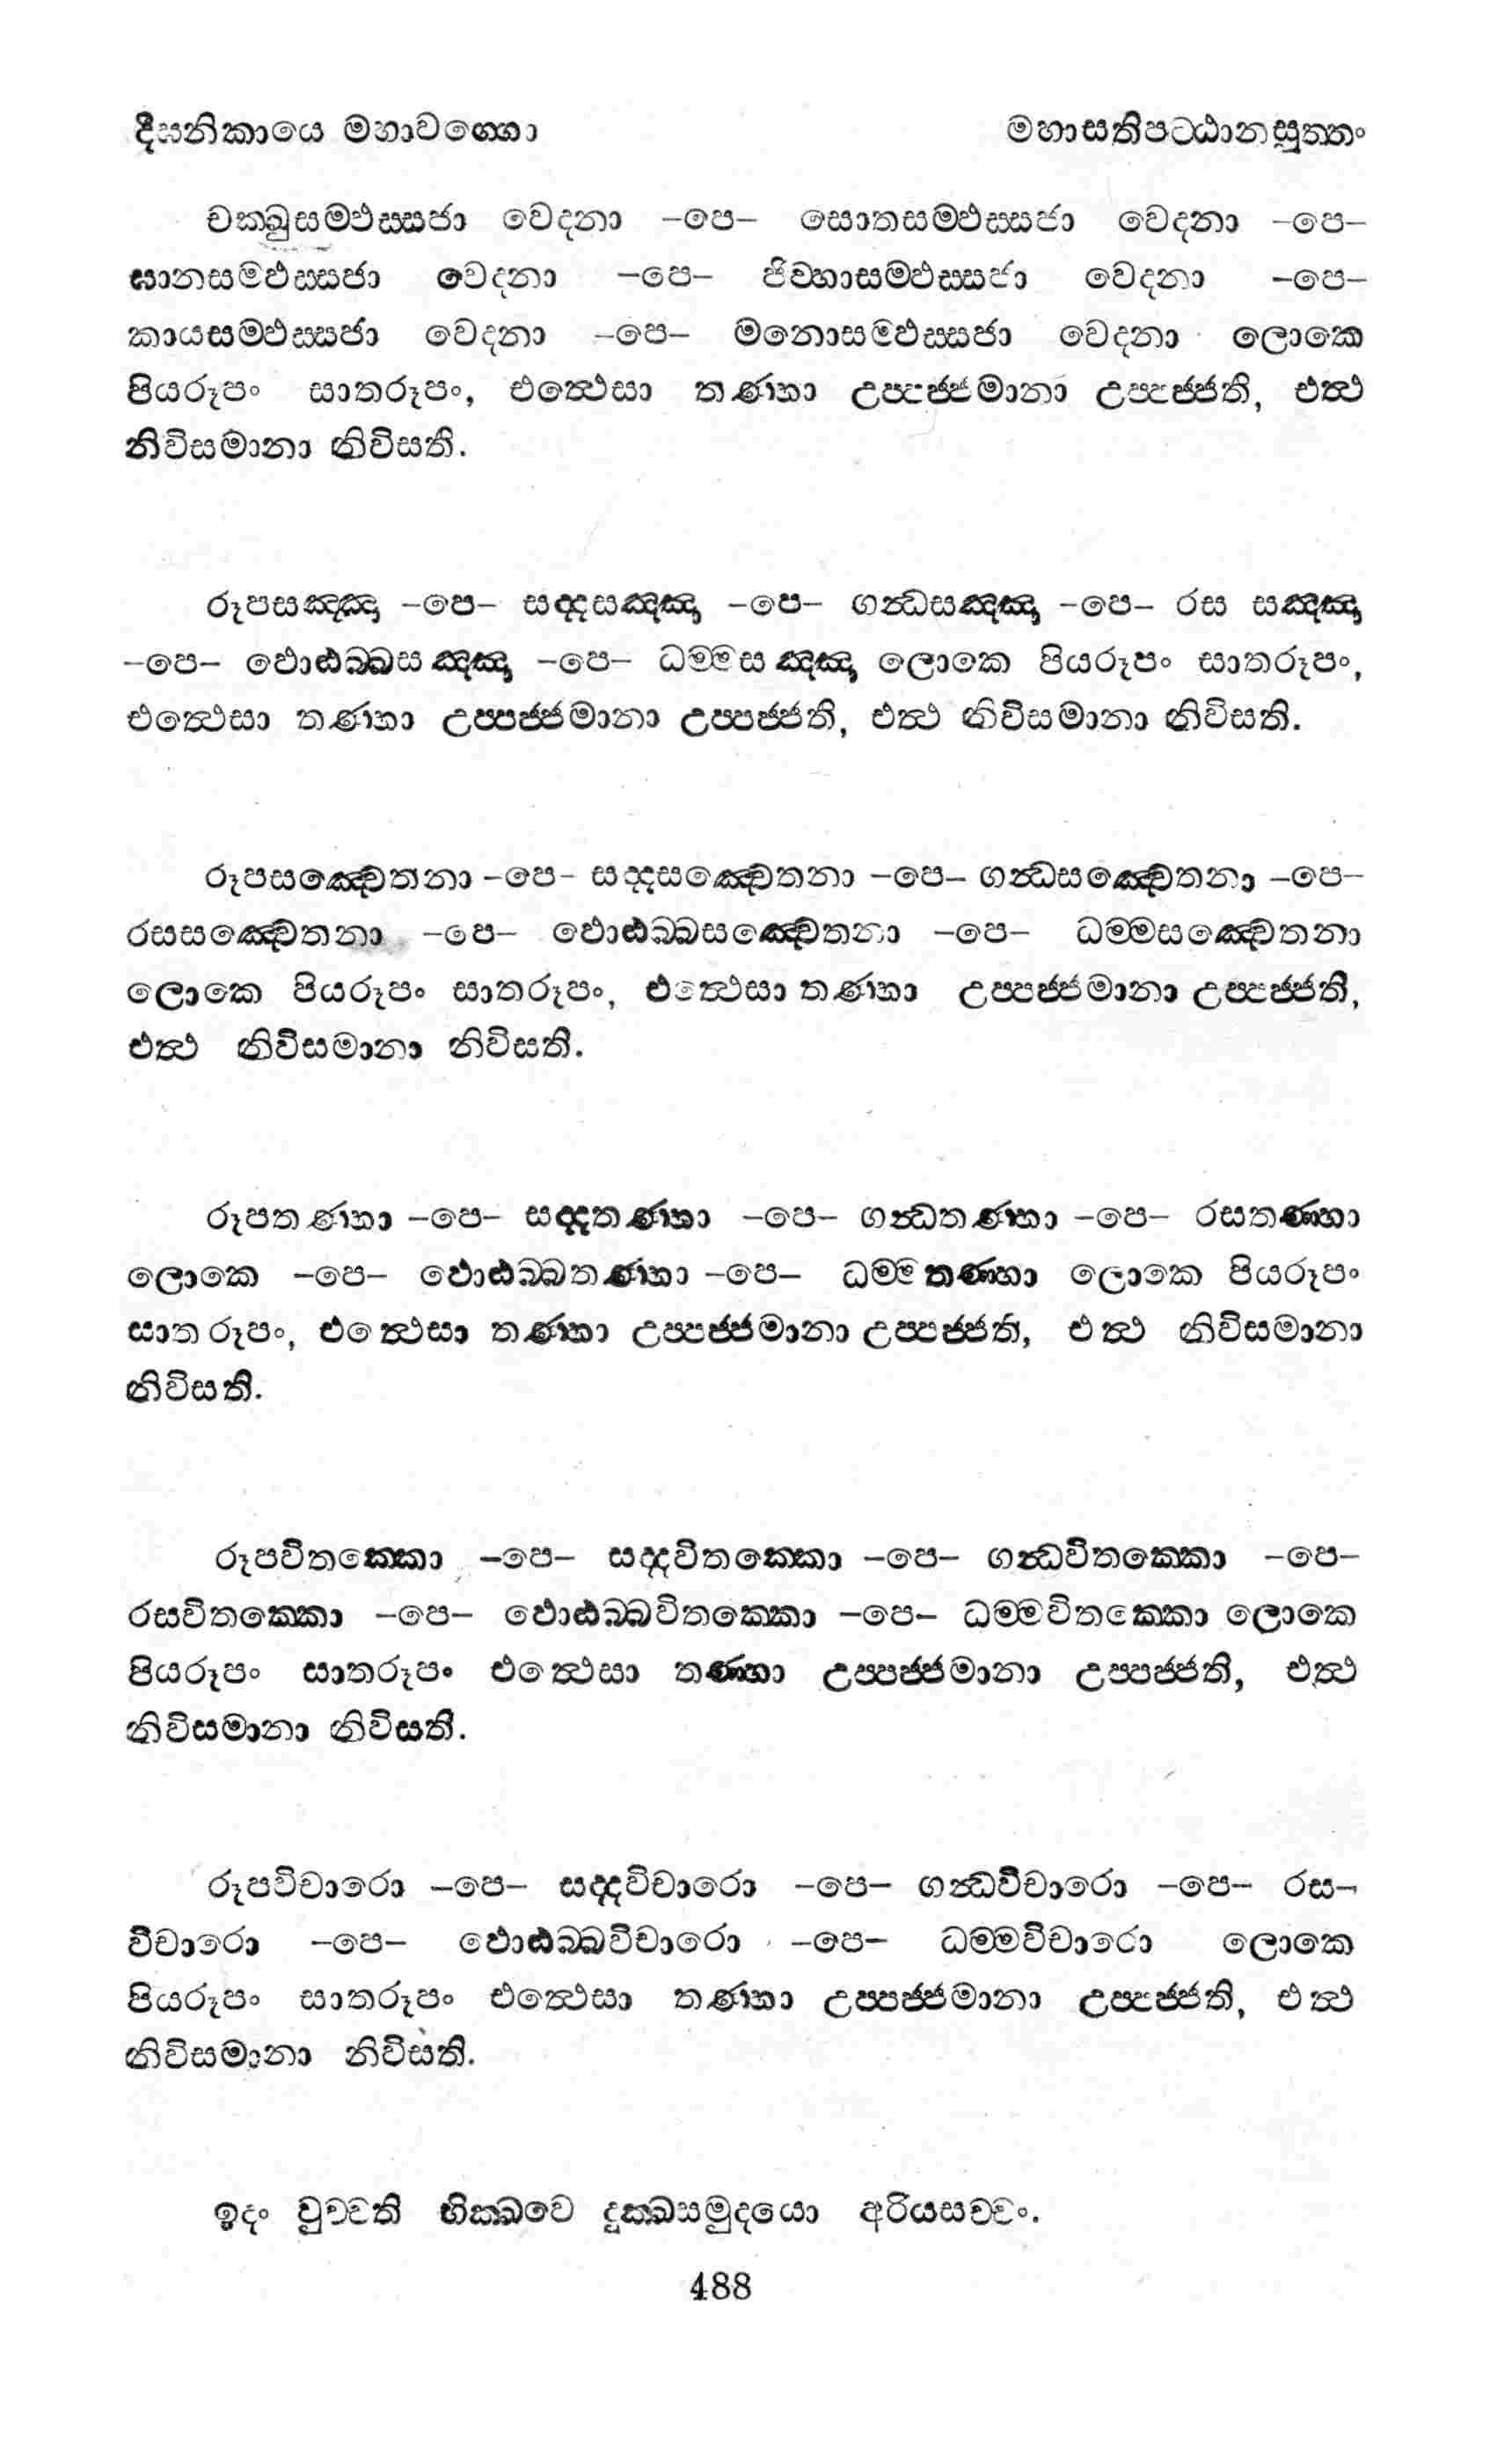 දීඝනිකායෙ මහාවග්ගො මහාසතිපට්ඨානසුත්තං
චක්ඛුසම්ඵස්සජා වෙදනා -පෙ- සොතසම්ඵස්සජා වෙදනා -පෙ-
ඝානසම්ඵස්සජා වෙදනා -පෙ- ජිව්හාසම්ඵස්සජා වෙදනා -පෙ-
කායසම්ඵස්සජා වෙදනා -පෙ- මනොසම්ඵස්සජා වෙදනා ලොකෙ
පියරූපං සාතරූපං, එත්ථෙසා තණ්හා උප්පජ්ජමානා උප්පජ්ජති, එත්ථ
නිවිසමානා නිවිසති.
රූපසඤ්ඤා -පෙ- සද්දසඤ්ඤා -පෙ- ගන්ධසඤ්ඤා -පෙ- රස සඤ්ඤා
-පෙ- ඵොට්ඨබ්බසඤ්ඤා -පෙ- ධම්මසඤ්ඤා ලොකෙ පියරූපං සාතරූපං,
එත්ථෙසා තණ්හා උප්පජ්ජමානා උප්පජ්ජති, එත්ථ නිවිසමානා නිවිසති.
රූපසඤ්චෙතනා -පෙ- සද්දසඤ්චෙතනා -පෙ- ගන්ධසඤ්චෙතනා -පෙ-
රසසඤ්චෙතනා -පෙ- ඵොට්ඨබ්බසඤ්චෙතනා -පෙ- ධම්මසඤ්චෙතනා
ලොකෙ පියරූපං සාතරූපං, එත්ථෙසා තණ්හා උප්පජ්ජමානා උප්පජ්ජති,
එත්ථ නිවිසමානා නිවිසති.
රූපතණ්හා -පෙ- සද්දතණ්හා -පෙ- ගන්ධතණ්හා -පෙ- රසතණ්හා
ලොකෙ -පෙ- ඵොට්ඨබ්බතණ්හා -පෙ- ධම්මතණ්හා ලොකෙ පියරූපං
සාතරූපං, එත්ථෙසා තණ්හා උප්පජ්ජමානා උප්පජ්ජති, එත්ථ නිවිසමානා
නිවිසති.
රූපවිතක්කො -පෙ- සද්දවිතක්කො -පෙ- ගන්ධවිතක්කො -පෙ-
රසවිතක්කො -පෙ- ඵොට්ඨබ්බවිතක්කො -පෙ- ධම්මවිතක්කො ලොකෙ
පියරූපං සාතරූපං එත්ථෙසා තණ්හා උප්පජ්ජමානා උප්පජ්ජති, එත්ථ
නිවිසමානා නිවිසති.
රූපවිචාරො -පෙ- සද්දවිචාරො -පෙ- ගන්ධවිචාරො -පෙ- රස-
විචාරො -පෙ- ඵොට්ඨබ්බවිචාරො -පෙ- ධම්මවිචාරො ලොකෙ
පියරූපං සාතරූපං එත්ථෙසා තණ්හා උප්පජ්ජමානා උප්පජ්ජති, එත්ථ
නිවිසමානා නිවිසති.
ඉදං වුච්චති භික්ඛවෙ දුක්ඛසමුදයො අරියසච්චං.
488